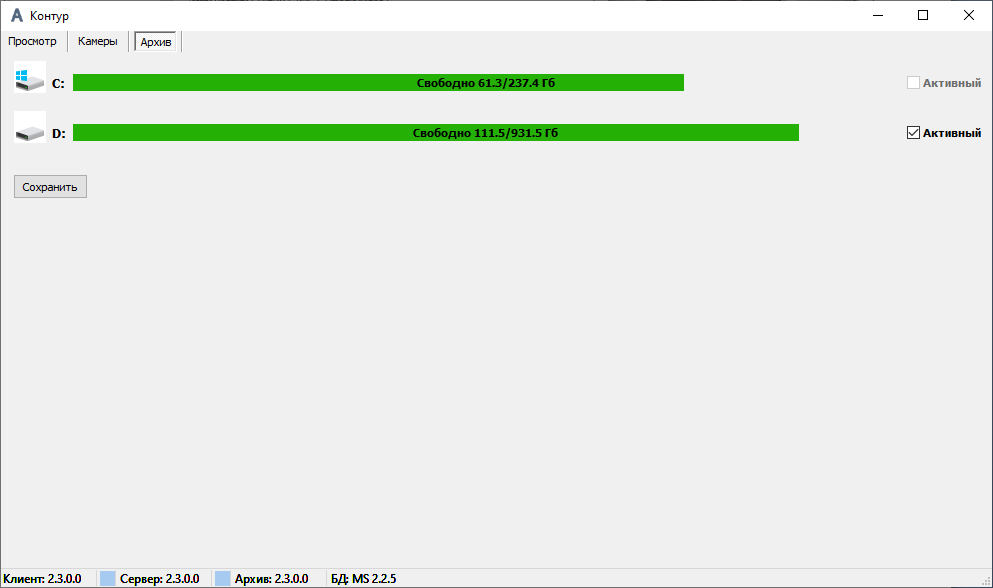 Контур
Просмотр Камеры Архив
C: Свободно 61.3/237.4 Гб Активный
D: Свободно 111.5/931.5 Гб Активный
Сохранить
Клиент: 2.3.0.0 Сервер: 2.3.0.0 Архив: 2.3.0.0 БД: MS 2.2.5